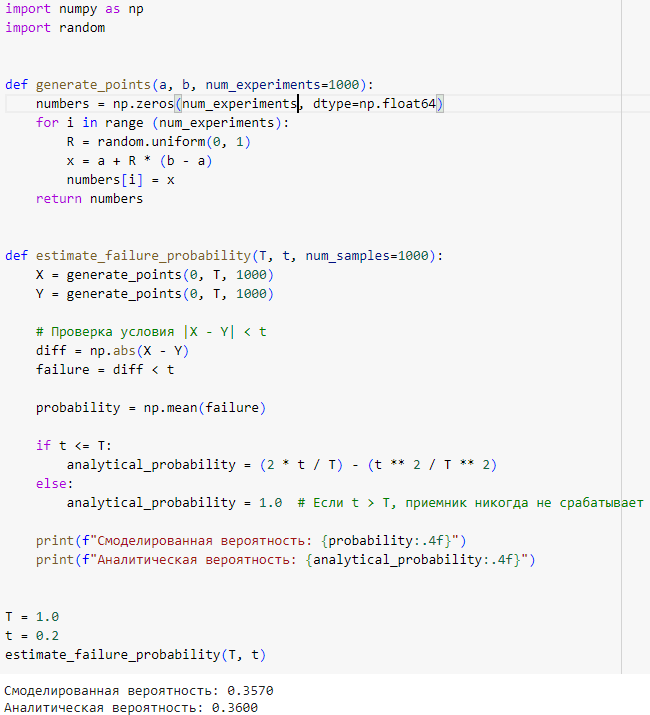 import numpy as np
import random
def generate_points(a, b, num_experiments=1000):
    numbers = np.zeros(num_experiments, dtype=np.float64)
    for i in range (num_experiments):
        R = random.uniform(0, 1)
        x = a + R * (b - a)
        numbers[i] = x
    return numbers
def estimate_failure_probability(T, t, num_samples=1000):
    X = generate_points(0, T, 1000)
    Y = generate_points(0, T, 1000)
    # Проверка условия |X - Y| < t
    diff = np.abs(X - Y)
    failure = diff < t
    probability = np.mean(failure)
    if t <= T:
        analytical_probability = (2 * t / T) - (t ** 2 / T ** 2)
    else:
        analytical_probability = 1.0  # Если t > T, приемник никогда не срабатывает
    print(f"Смоделированная вероятность: {probability:.4f}")
    print(f"Аналитическая вероятность: {analytical_probability:.4f}")
T = 1.0
t = 0.2
estimate_failure_probability(T, t)
Смоделированная вероятность: 0.3570
Аналитическая вероятность: 0.3600